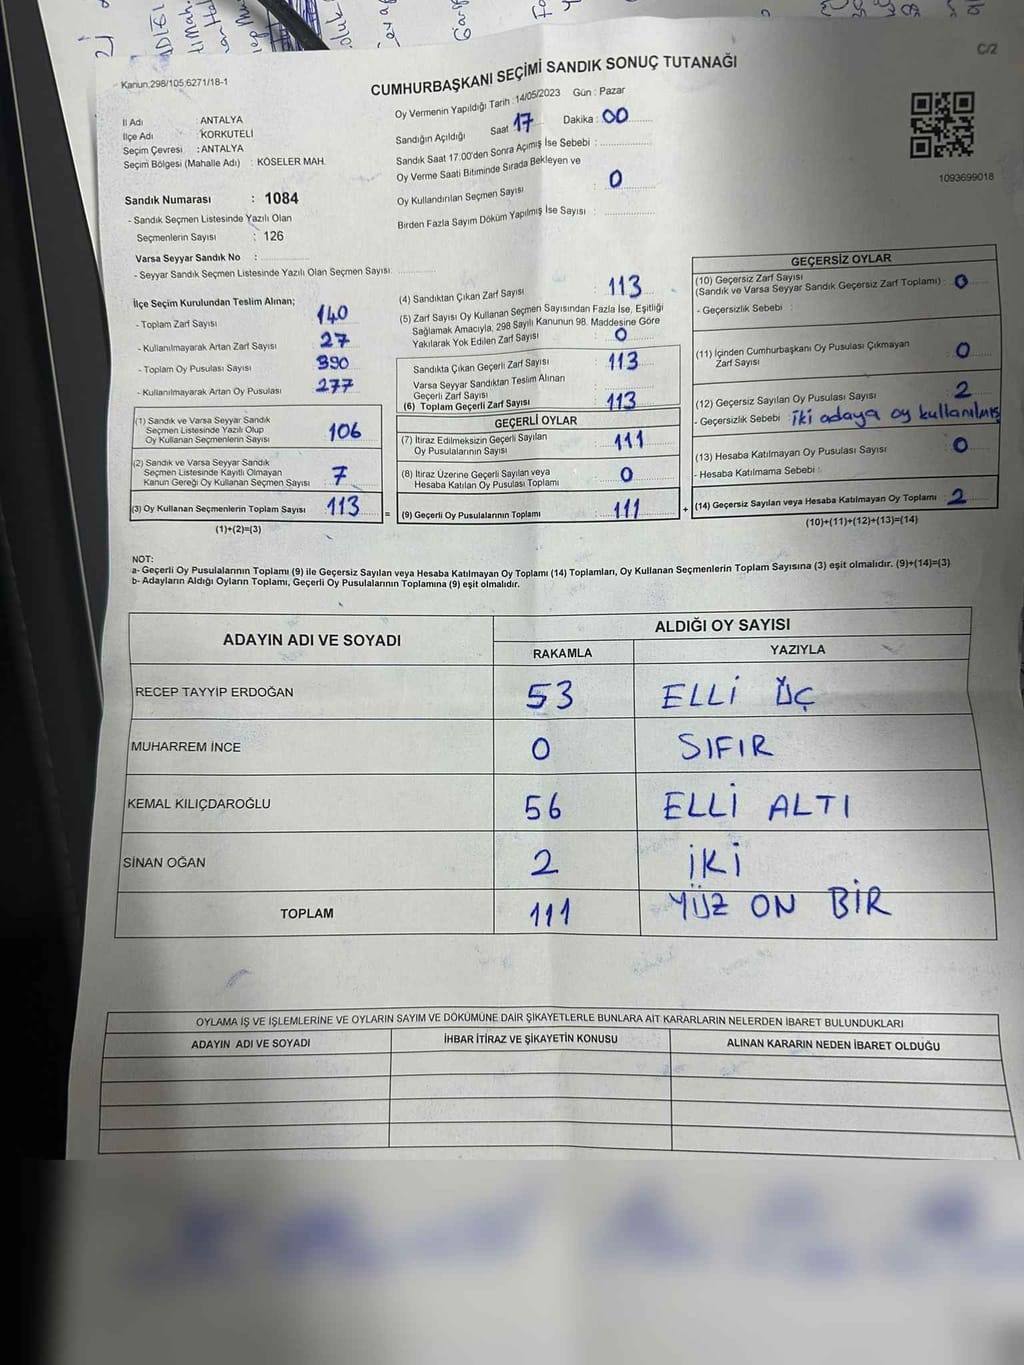 C/2
Kanun:298/105;6271/18-1
CUMHURBAŞKANI SEÇİMİ SANDIK SONUÇ TUTANAĞI
İl Adı : ANTALYA
İlçe Adı : KORKUTELİ
Seçim Çevresi : ANTALYA
Seçim Bölgesi (Mahalle Adı) : KÖSELER MAH.
Oy Vermenin Yapıldığı Tarih : 14/05/2023 Gün : Pazar
Sandığın Açıldığı Saat : 17 Dakika : 00
Sandık Saat 17:00'den Sonra Açımış İse Sebebi :
Oy Verme Saati Bitiminde Sırada Bekleyen ve
Oy Kullandırılan Seçmen Sayısı : 0
Birden Fazla Sayım Döküm Yapılmış İse Sayısı :
1093699018
Sandık Numarası : 1084
- Sandık Seçmen Listesinde Yazılı Olan
Seçmenlerin Sayısı : 126
Varsa Seyyar Sandık No :
- Seyyar Sandık Seçmen Listesinde Yazılı Olan Seçmen Sayısı:
İlçe Seçim Kurulundan Teslim Alınan;
- Toplam Zarf Sayısı 140
- Kullanılmayarak Artan Zarf Sayısı 27
- Toplam Oy Pusulası Sayısı 390
- Kullanılmayarak Artan Oy Pusulası 277
(1) Sandık ve Varsa Seyyar Sandık
Seçmen Listesinde Yazılı Olup
Oy Kullanan Seçmenlerin Sayısı 106
(2) Sandık ve Varsa Seyyar Sandık
Seçmen Listesinde Kayıtlı Olmayan
Kanun Gereği Oy Kullanan Seçmen Sayısı 7
(3) Oy Kullanan Seçmenlerin Toplam Sayısı 113
(1)+(2)=(3)
=
(4) Sandıktan Çıkan Zarf Sayısı : 113
(5) Zarf Sayısı Oy Kullanan Seçmen Sayısından Fazla İse, Eşitliği
Sağlamak Amacıyla, 298 Sayılı Kanunun 98. Maddesine Göre
Yakılarak Yok Edilen Zarf Sayısı : 0
Sandıkta Çıkan Geçerli Zarf Sayısı : 113
Varsa Seyyar Sandıktan Teslim Alınan
Geçerli Zarf Sayısı :
(6) Toplam Geçerli Zarf Sayısı : 113
GEÇERLİ OYLAR
(7) İtiraz Edilmeksizin Geçerli Sayılan
Oy Pusulalarının Sayısı : 111
(8) İtiraz Üzerine Geçerli Sayılan veya
Hesaba Katılan Oy Pusulası Toplamı : 0
(9) Geçerli Oy Pusulalarının Toplamı : 111
+
GEÇERSİZ OYLAR
(10) Geçersiz Zarf Sayısı
(Sandık ve Varsa Seyyar Sandık Geçersiz Zarf Toplamı) : 0
- Geçersizlik Sebebi :
(11) İçinden Cumhurbaşkanı Oy Pusulası Çıkmayan
Zarf Sayısı : 0
(12) Geçersiz Sayılan Oy Pusulası Sayısı : 2
- Geçersizlik Sebebi : iki adaya oy kullanılmış
(13) Hesaba Katılmayan Oy Pusulası Sayısı : 0
- Hesaba Katılmama Sebebi :
(14) Geçersiz Sayılan veya Hesaba Katılmayan Oy Toplamı : 2
(10)+(11)+(12)+(13)=(14)
NOT:
a- Geçerli Oy Pusulalarının Toplamı (9) ile Geçersiz Sayılan veya Hesaba Katılmayan Oy Toplamı (14) Toplamları, Oy Kullanan Seçmenlerin Toplam Sayısına (3) eşit olmalıdır. (9)+(14)=(3)
b- Adayların Aldığı Oyların Toplamı, Geçerli Oy Pusulalarının Toplamına (9) eşit olmalıdır.
ADAYIN ADI VE SOYADI ALDIĞI OY SAYISI
RAKAMLA YAZIYLA
RECEP TAYYİP ERDOĞAN 53 ELLİ ÜÇ
MUHARREM İNCE 0 SIFIR
KEMAL KILIÇDAROĞLU 56 ELLİ ALTI
SİNAN OĞAN 2 İKİ
TOPLAM 111 YÜZ ON BİR
OYLAMA İŞ VE İŞLEMLERİNE VE OYLARIN SAYIM VE DÖKÜMÜNE DAİR ŞİKAYETLERLE BUNLARA AİT KARARLARIN NELERDEN İBARET BULUNDUKLARI
ADAYIN ADI VE SOYADI İHBAR İTİRAZ VE ŞİKAYETİN KONUSU ALINAN KARARIN NEDEN İBARET OLDUĞU